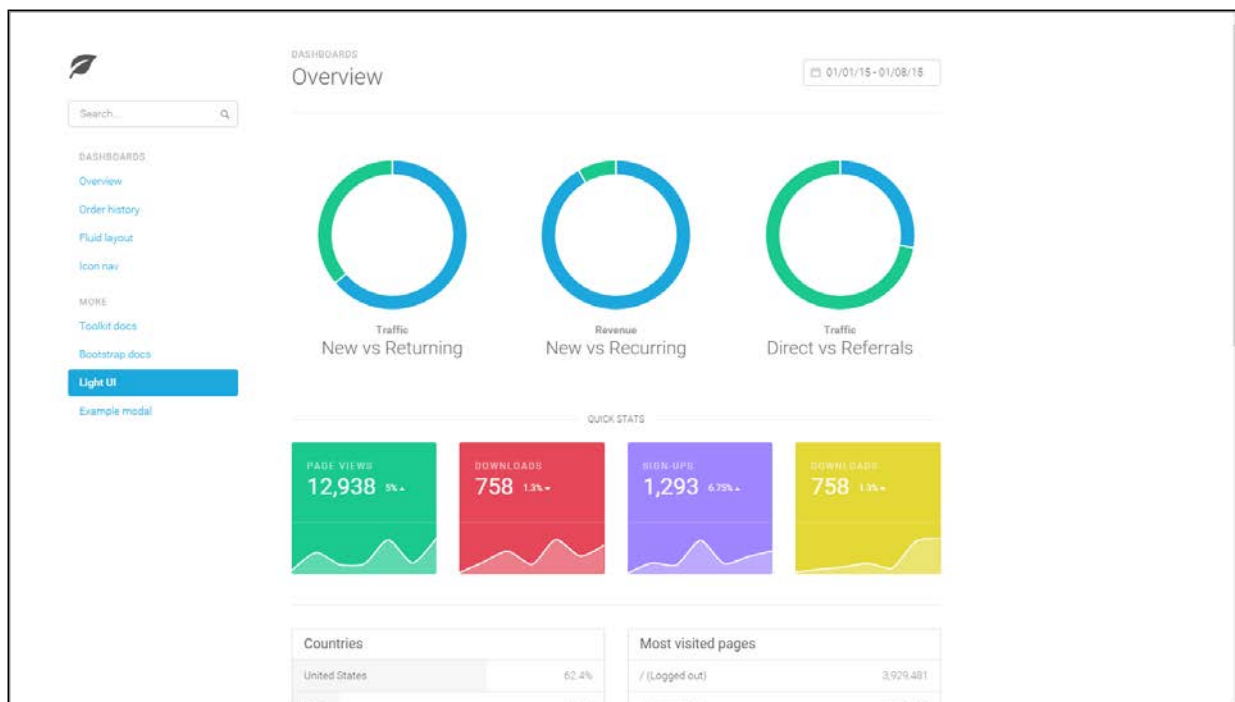 DASHBOARDS
Overview
01/01/15 - 01/08/15
Search...
DASHBOARDS
Overview
Order history
Fluid layout
Icon nav
MORE
Toolkit docs
Bootstrap docs
Light UI
Example modal
Traffic
New vs Returning
Revenue
New vs Recurring
Traffic
Direct vs Referrals
QUICK STATS
PAGE VIEWS
12,938 5%
DOWNLOADS
758 1.3%
SIGN-UPS
1,293 6.75%
DOWNLOADS
758 1.3%
Countries
United States 62.4%
Most visited pages
/ (Logged out) 3,929,481